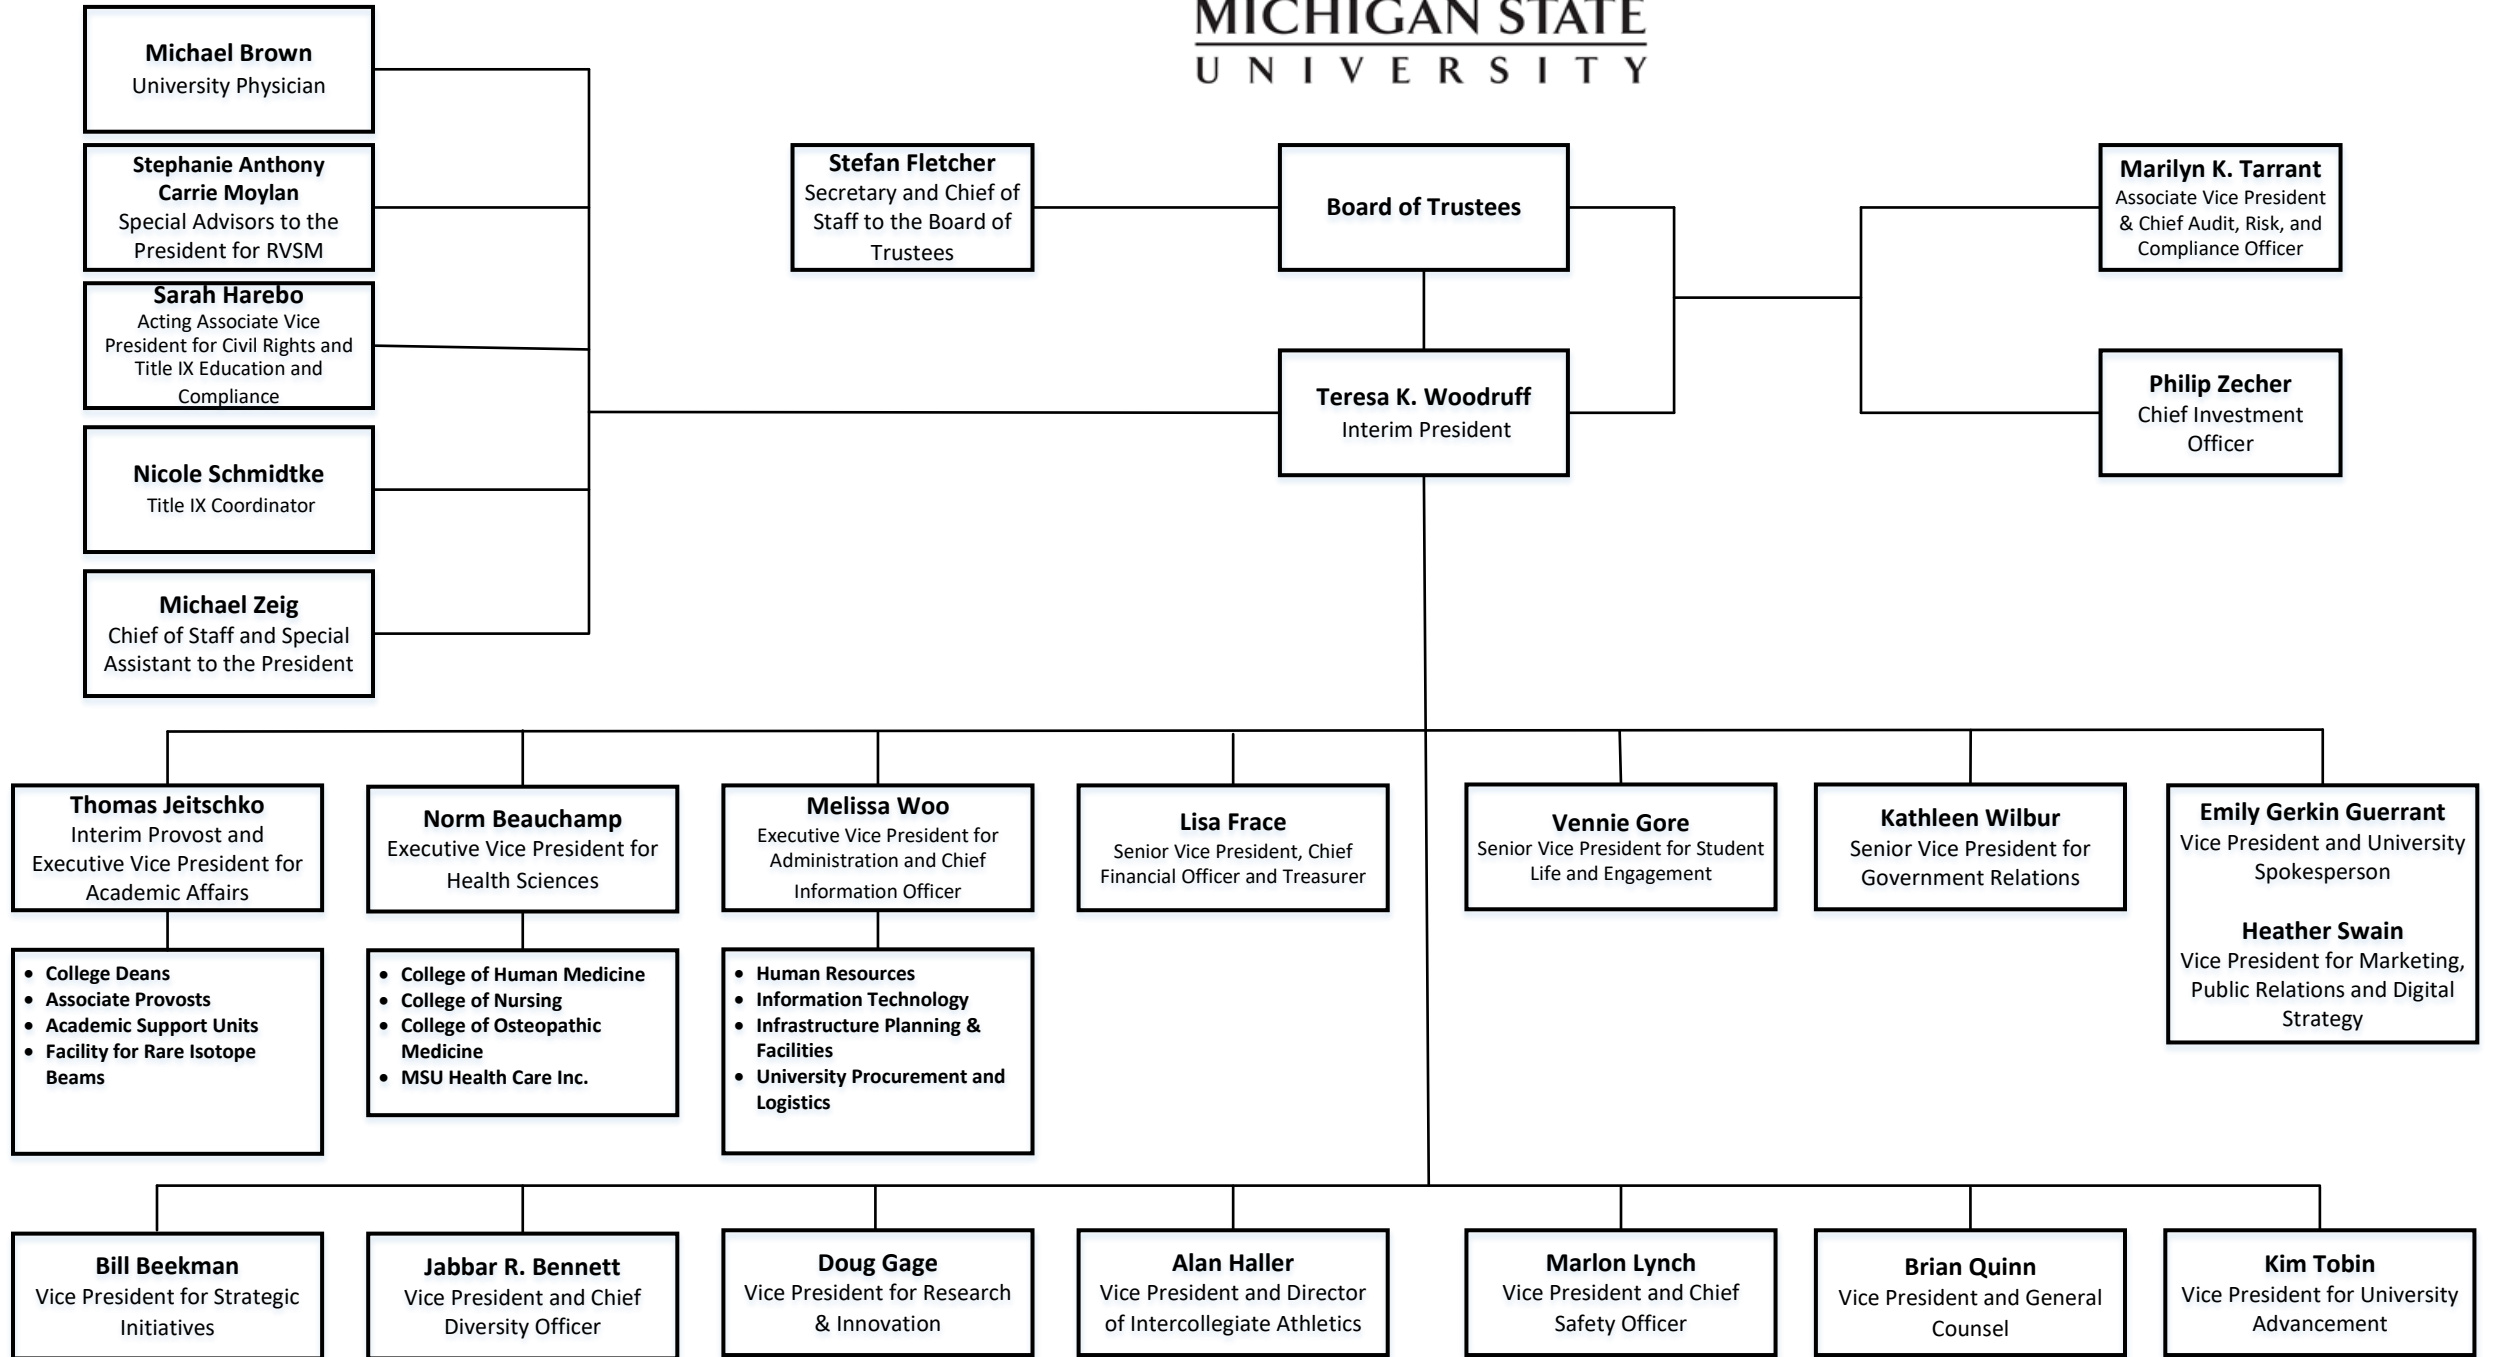 MICHIGAN STATE
UNIVERSITY
Michael Brown
University Physician
Stephanie Anthony
Carrie Moylan
Special Advisors to the
President for RVSM
Sarah Harebo
Acting Associate Vice
President for Civil Rights and
Title IX Education and
Compliance
Nicole Schmidtke
Title IX Coordinator
Michael Zeig
Chief of Staff and Special
Assistant to the President
Stefan Fletcher
Secretary and Chief of
Staff to the Board of
Trustees
Board of Trustees
Teresa K. Woodruff
Interim President
Marilyn K. Tarrant
Associate Vice President
& Chief Audit, Risk, and
Compliance Officer
Philip Zecher
Chief Investment
Officer
Thomas Jeitschko
Interim Provost and
Executive Vice President for
Academic Affairs
• College Deans
• Associate Provosts
• Academic Support Units
• Facility for Rare Isotope
Beams
Norm Beauchamp
Executive Vice President for
Health Sciences
• College of Human Medicine
• College of Nursing
• College of Osteopathic
Medicine
• MSU Health Care Inc.
Melissa Woo
Executive Vice President for
Administration and Chief
Information Officer
• Human Resources
• Information Technology
• Infrastructure Planning &
Facilities
• University Procurement and
Logistics
Lisa Frace
Senior Vice President, Chief
Financial Officer and Treasurer
Vennie Gore
Senior Vice President for Student
Life and Engagement
Kathleen Wilbur
Senior Vice President for
Government Relations
Emily Gerkin Guerrant
Vice President and University
Spokesperson
Heather Swain
Vice President for Marketing,
Public Relations and Digital
Strategy
Bill Beekman
Vice President for Strategic
Initiatives
Jabbar R. Bennett
Vice President and Chief
Diversity Officer
Doug Gage
Vice President for Research
& Innovation
Alan Haller
Vice President and Director
of Intercollegiate Athletics
Marlon Lynch
Vice President and Chief
Safety Officer
Brian Quinn
Vice President and General
Counsel
Kim Tobin
Vice President for University
Advancement